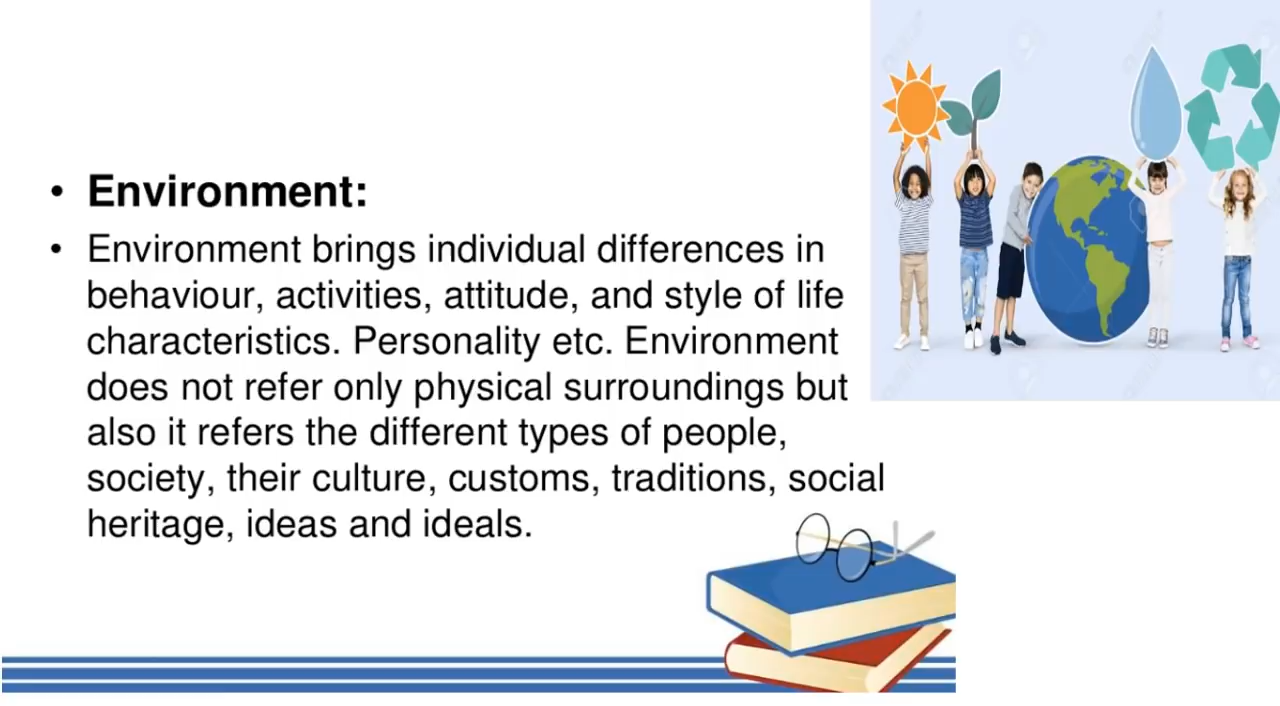 • Environment:
• Environment brings individual differences in
behaviour, activities, attitude, and style of life
characteristics. Personality etc. Environment
does not refer only physical surroundings but
also it refers the different types of people,
society, their culture, customs, traditions, social
heritage, ideas and ideals.